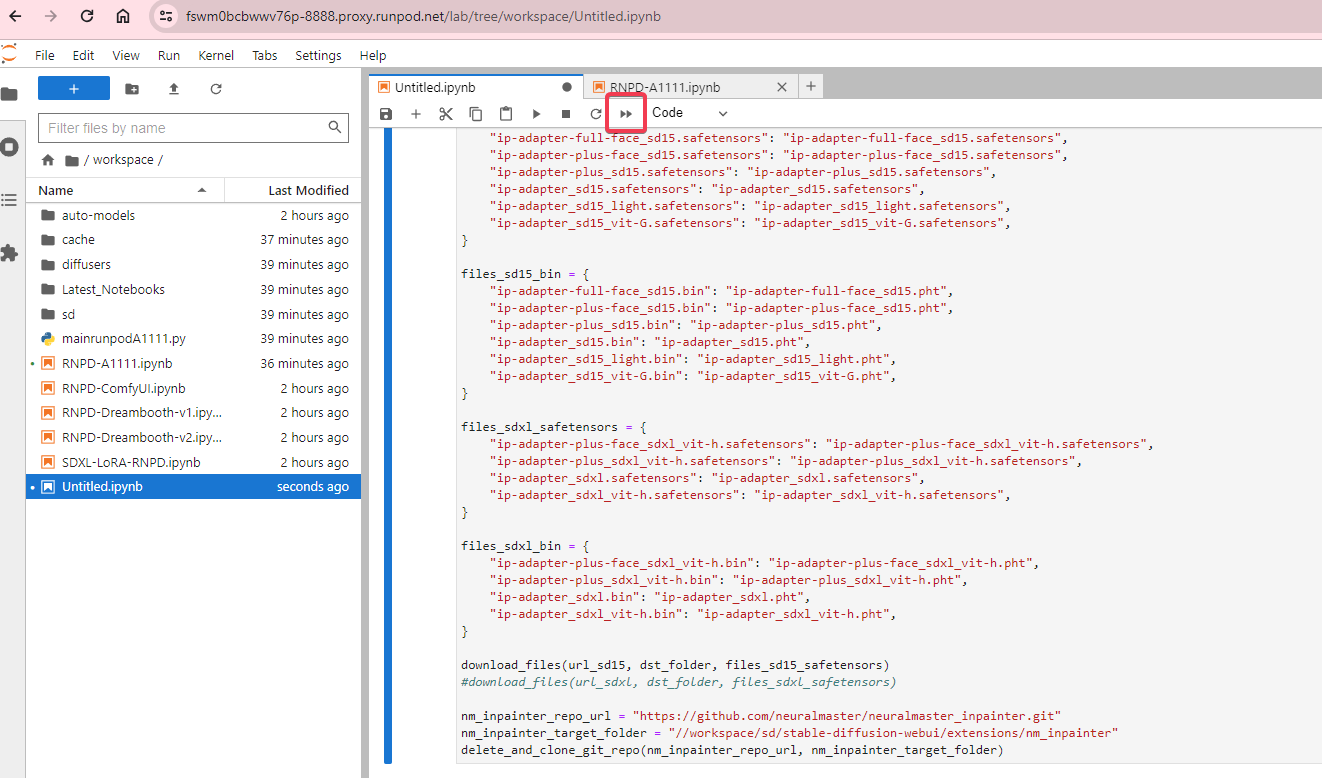 fswm0bcbwwv76p-8888.proxy.runpod.net/lab/tree/workspace/Untitled.ipynb
File Edit View Run Kernel Tabs Settings Help
+
Filter files by name
/ workspace /
Name Last Modified
auto-models 2 hours ago
cache 37 minutes ago
diffusers 39 minutes ago
Latest_Notebooks 39 minutes ago
sd 39 minutes ago
mainrunpodA1111.py 39 minutes ago
RNPD-A1111.ipynb 36 minutes ago
RNPD-ComfyUI.ipynb 2 hours ago
RNPD-Dreambooth-v1.ipy... 2 hours ago
RNPD-Dreambooth-v2.ipy... 2 hours ago
SDXL-LoRA-RNPD.ipynb 2 hours ago
Untitled.ipynb seconds ago
Untitled.ipynb RNPD-A1111.ipynb
Code
"ip-adapter-full-face_sd15.safetensors": "ip-adapter-full-face_sd15.safetensors",
"ip-adapter-plus-face_sd15.safetensors": "ip-adapter-plus-face_sd15.safetensors",
"ip-adapter-plus_sd15.safetensors": "ip-adapter-plus_sd15.safetensors",
"ip-adapter_sd15.safetensors": "ip-adapter_sd15.safetensors",
"ip-adapter_sd15_light.safetensors": "ip-adapter_sd15_light.safetensors",
"ip-adapter_sd15_vit-G.safetensors": "ip-adapter_sd15_vit-G.safetensors",
}
files_sd15_bin = {
"ip-adapter-full-face_sd15.bin": "ip-adapter-full-face_sd15.pht",
"ip-adapter-plus-face_sd15.bin": "ip-adapter-plus-face_sd15.pht",
"ip-adapter-plus_sd15.bin": "ip-adapter-plus_sd15.pht",
"ip-adapter_sd15.bin": "ip-adapter_sd15.pht",
"ip-adapter_sd15_light.bin": "ip-adapter_sd15_light.pht",
"ip-adapter_sd15_vit-G.bin": "ip-adapter_sd15_vit-G.pht",
}
files_sdxl_safetensors = {
"ip-adapter-plus-face_sdxl_vit-h.safetensors": "ip-adapter-plus-face_sdxl_vit-h.safetensors",
"ip-adapter-plus_sdxl_vit-h.safetensors": "ip-adapter-plus_sdxl_vit-h.safetensors",
"ip-adapter_sdxl.safetensors": "ip-adapter_sdxl.safetensors",
"ip-adapter_sdxl_vit-h.safetensors": "ip-adapter_sdxl_vit-h.safetensors",
}
files_sdxl_bin = {
"ip-adapter-plus-face_sdxl_vit-h.bin": "ip-adapter-plus-face_sdxl_vit-h.pht",
"ip-adapter-plus_sdxl_vit-h.bin": "ip-adapter-plus_sdxl_vit-h.pht",
"ip-adapter_sdxl.bin": "ip-adapter_sdxl.pht",
"ip-adapter_sdxl_vit-h.bin": "ip-adapter_sdxl_vit-h.pht",
}
download_files(url_sd15, dst_folder, files_sd15_safetensors)
#download_files(url_sdxl, dst_folder, files_sdxl_safetensors)
nm_inpainter_repo_url = "https://github.com/neuralmaster/neuralmaster_inpainter.git"
nm_inpainter_target_folder = "//workspace/sd/stable-diffusion-webui/extensions/nm_inpainter"
delete_and_clone_git_repo(nm_inpainter_repo_url, nm_inpainter_target_folder)